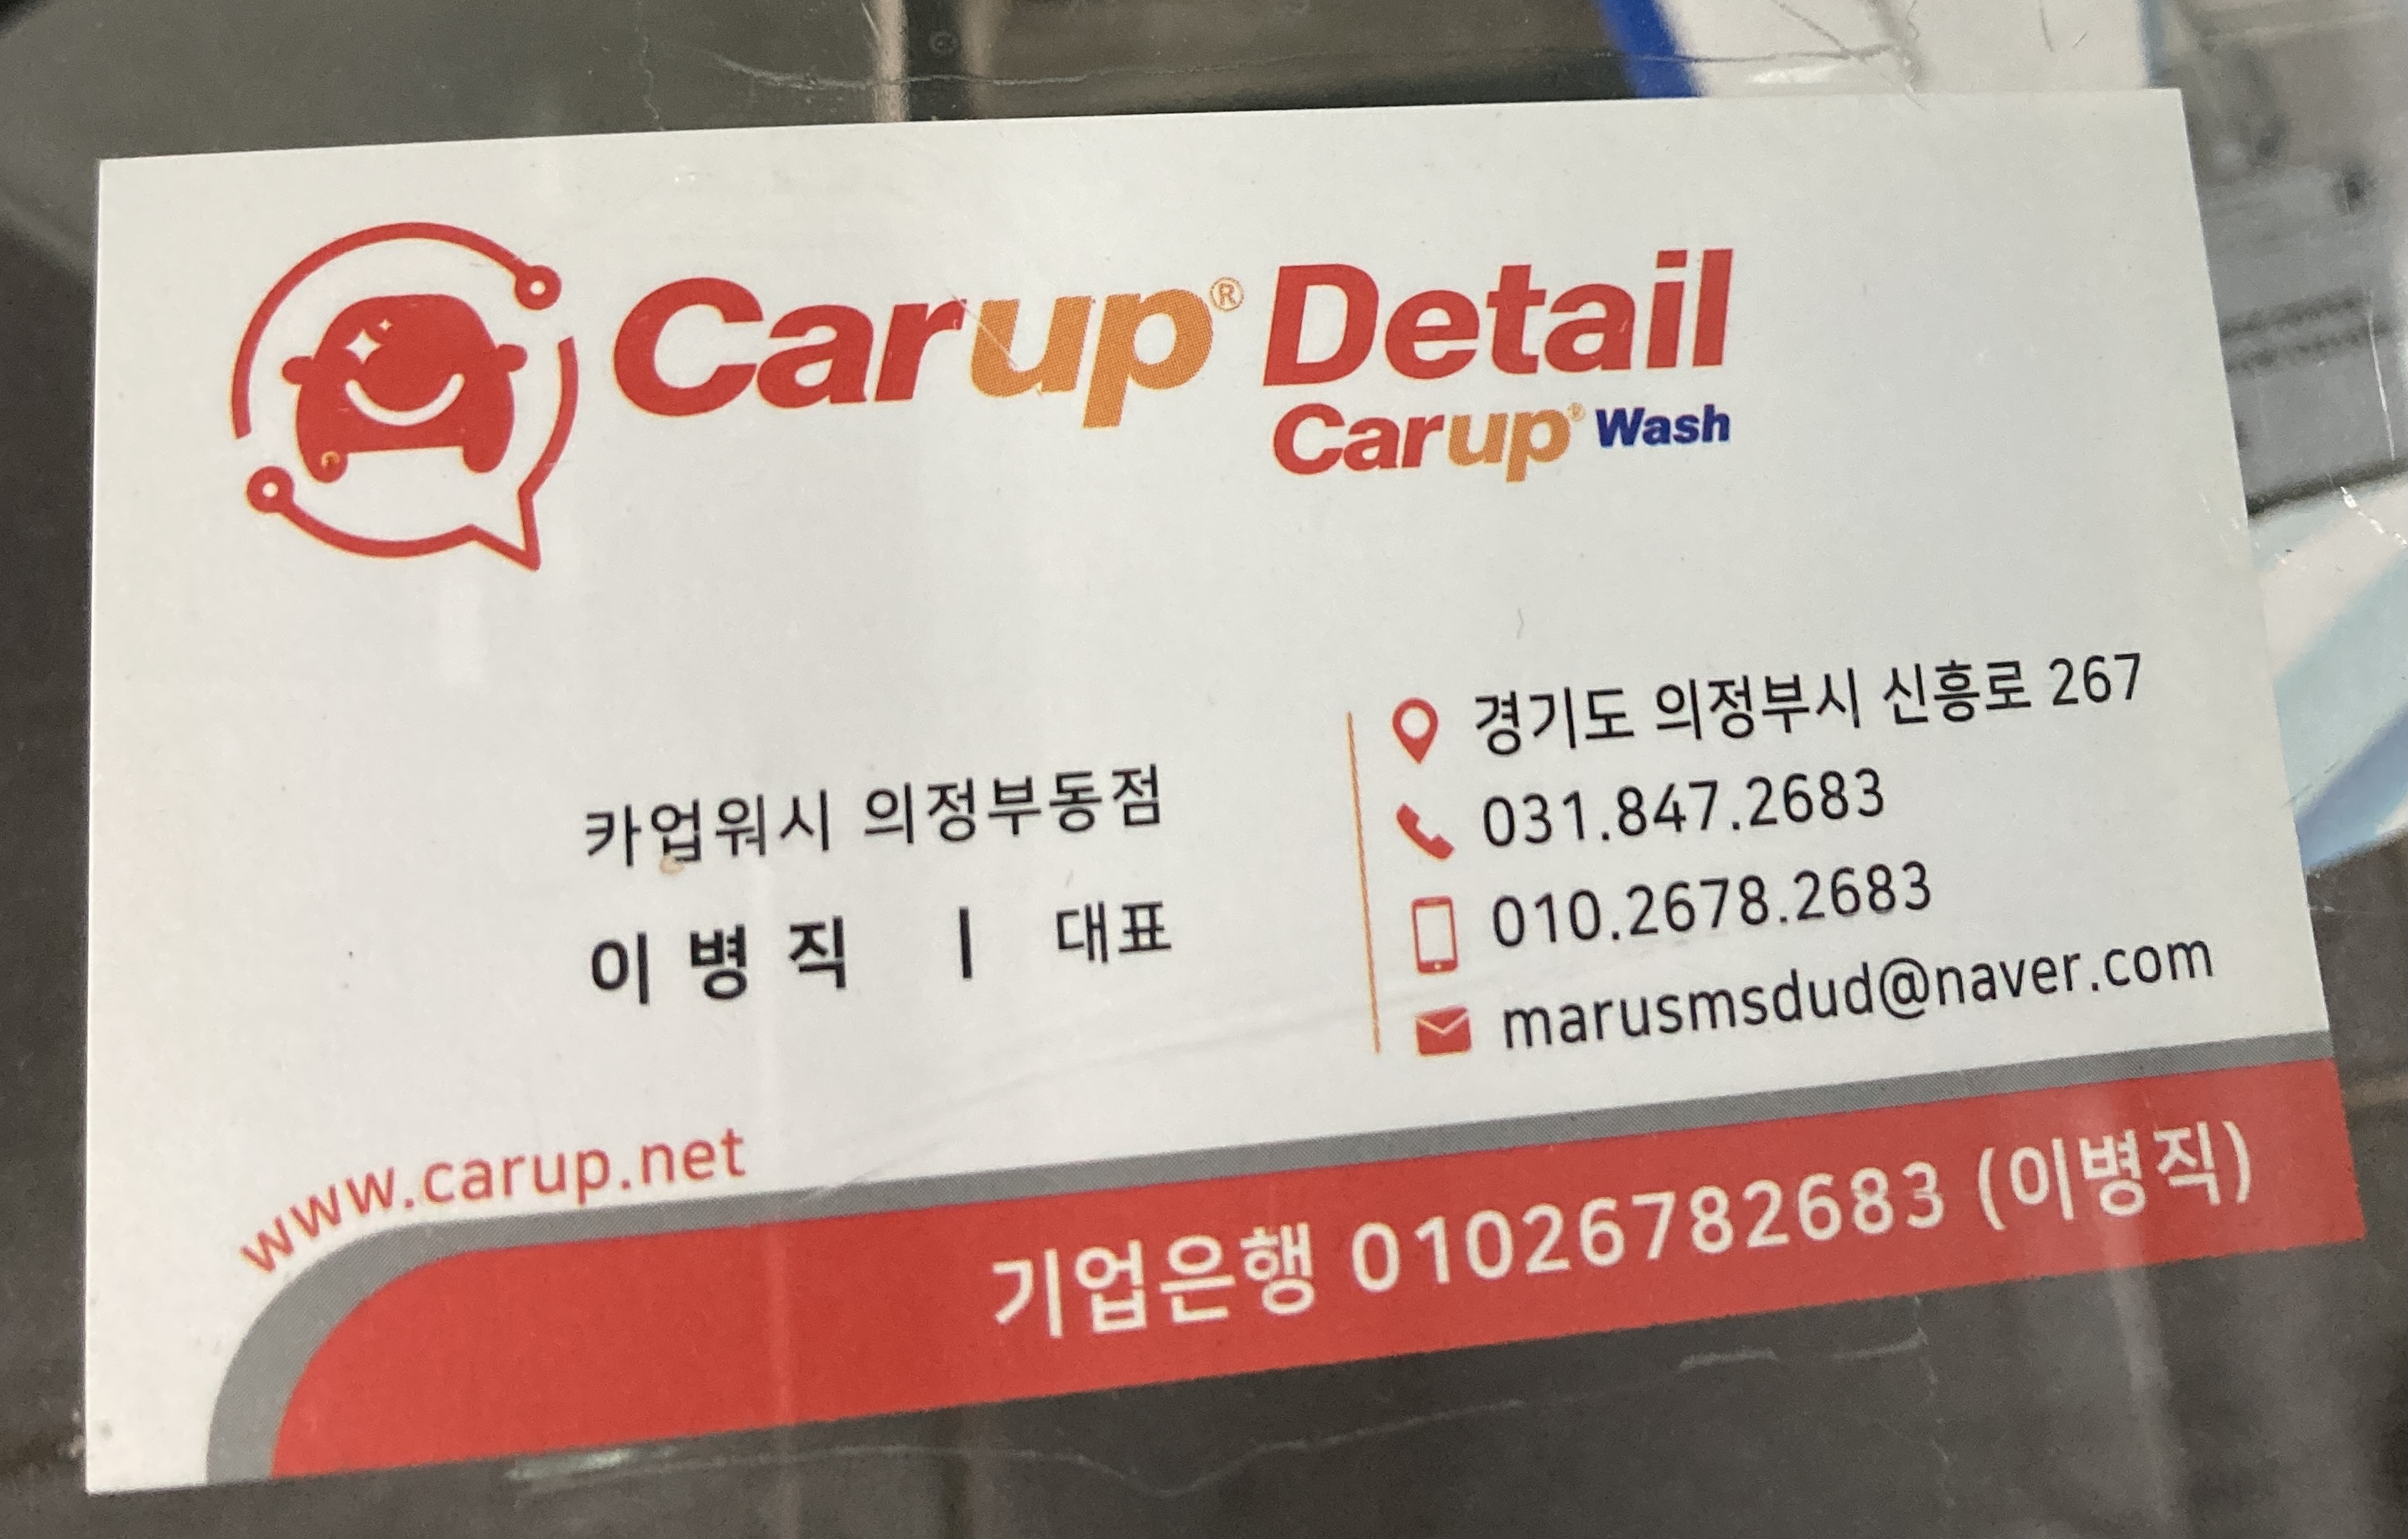 Carup® Detail
Carup® Wash
카업워시 의정부동점
이병직 | 대표
경기도 의정부시 신흥로 267
031.847.2683
010.2678.2683
marusmsdud@naver.com
www.carup.net
기업은행 01026782683 (이병직)